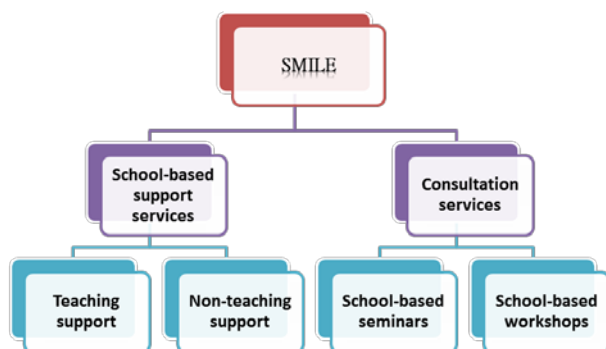 SMILE
School-based
support
services
Consultation
services
Teaching
support
Non-teaching
support
School-based
seminars
School-based
workshops